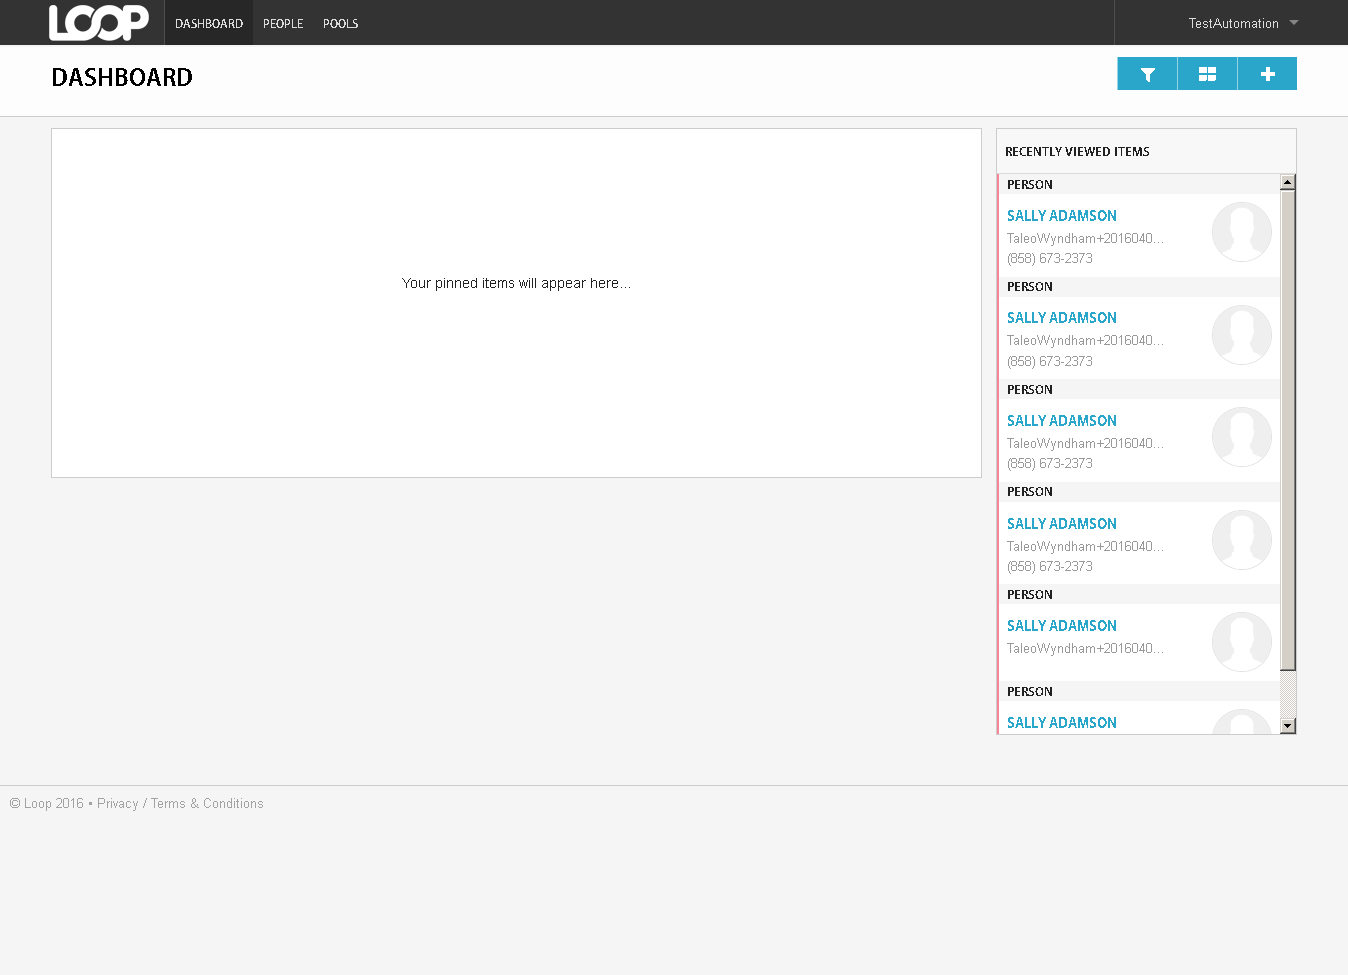 LOOP
DASHBOARD PEOPLE POOLS
TestAutomation
DASHBOARD
Your pinned items will appear here...
RECENTLY VIEWED ITEMS
PERSON
SALLY ADAMSON
TaleoWyndham+2016040...
(858) 673-2373
PERSON
SALLY ADAMSON
TaleoWyndham+2016040...
(858) 673-2373
PERSON
SALLY ADAMSON
TaleoWyndham+2016040...
(858) 673-2373
PERSON
SALLY ADAMSON
TaleoWyndham+2016040...
(858) 673-2373
PERSON
SALLY ADAMSON
TaleoWyndham+2016040...
PERSON
SALLY ADAMSON
© Loop 2016 • Privacy / Terms & Conditions